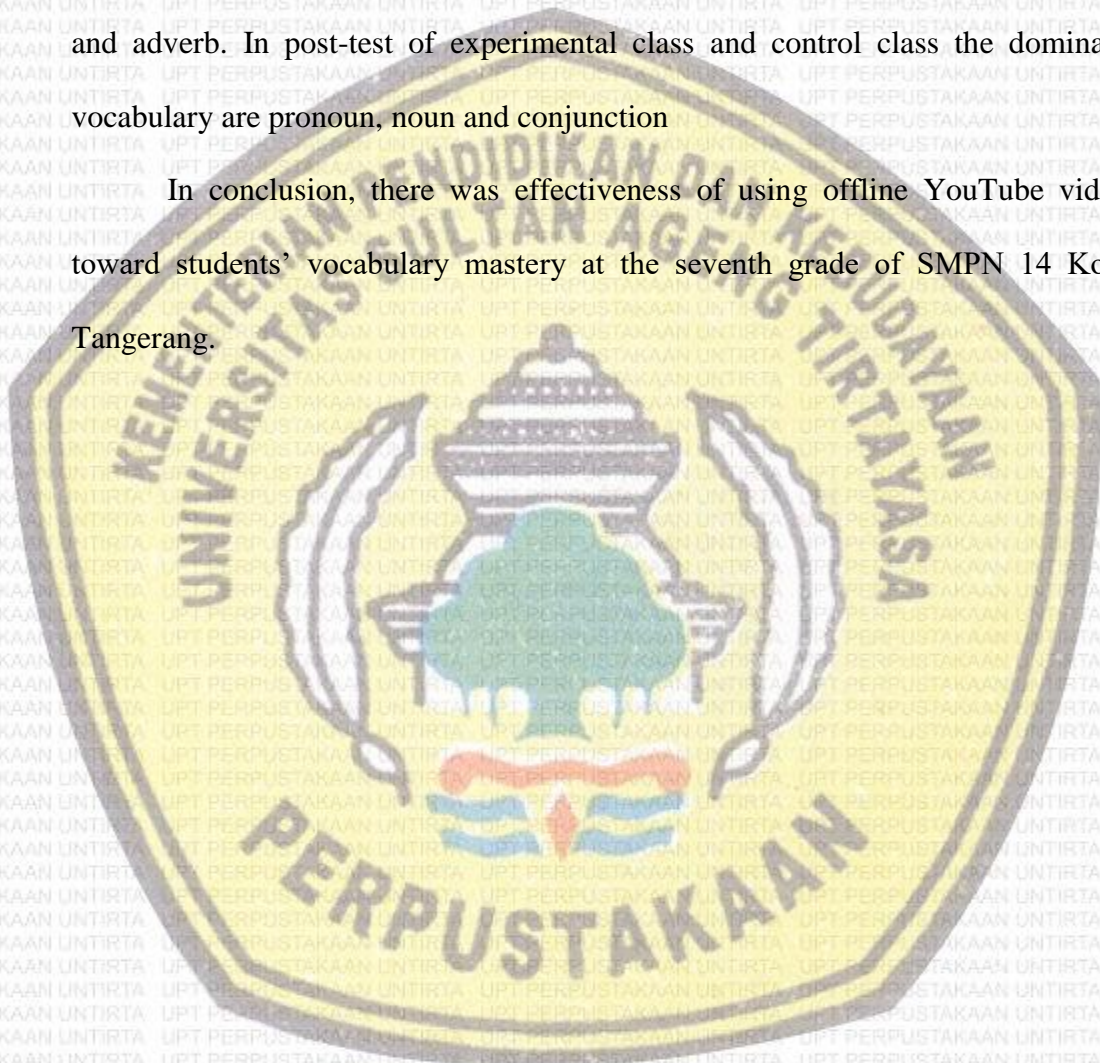 and adverb. In post-test of experimental class and control class the domina
vocabulary are pronoun, noun and conjunction
In conclusion, there was effectiveness of using offline YouTube vid
toward students’ vocabulary mastery at the seventh grade of SMPN 14 Ko
Tangerang.
KEMENTERIAN PENDIDIKAN DAN KEBUDAYAAN
UNIVERSITAS SULTAN AGENG TIRTAYASA
PERPUSTAKAAN